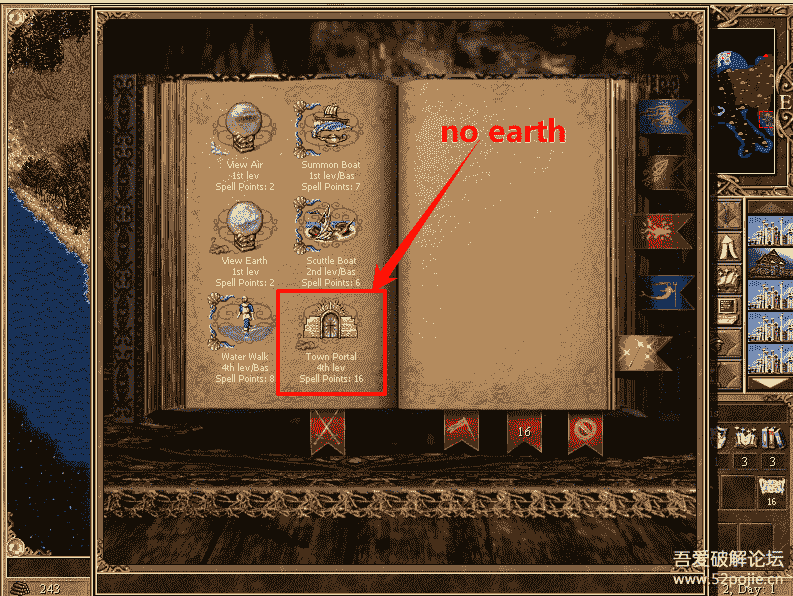 no earth
View Air
1st lev
Spell Points: 2
Summon Boat
1st lev/Bas
Spell Points: 7
View Earth
1st lev
Spell Points: 2
Scuttle Boat
2nd lev/Bas
Spell Points: 6
Water Walk
4th lev/Bas
Spell Points: 8
Town Portal
4th lev
Spell Points: 16
16
E
3
3
16
243
2, Day: 1
吾爱破解论坛
www.52pojie.cn